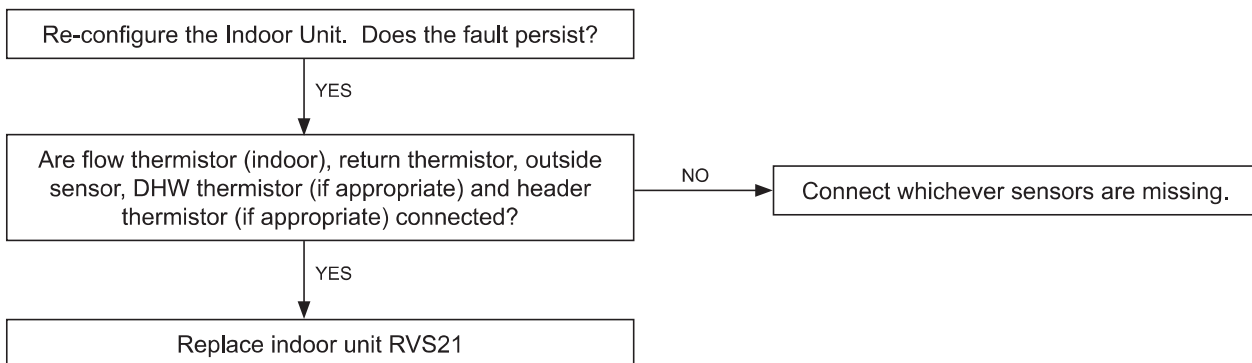 Re-configure the Indoor Unit.  Does the fault persist?
YES
Are flow thermistor (indoor), return thermistor, outside
sensor, DHW thermistor (if appropriate) and header
thermistor (if appropriate) connected?
NO
Connect whichever sensors are missing.
YES
Replace indoor unit RVS21